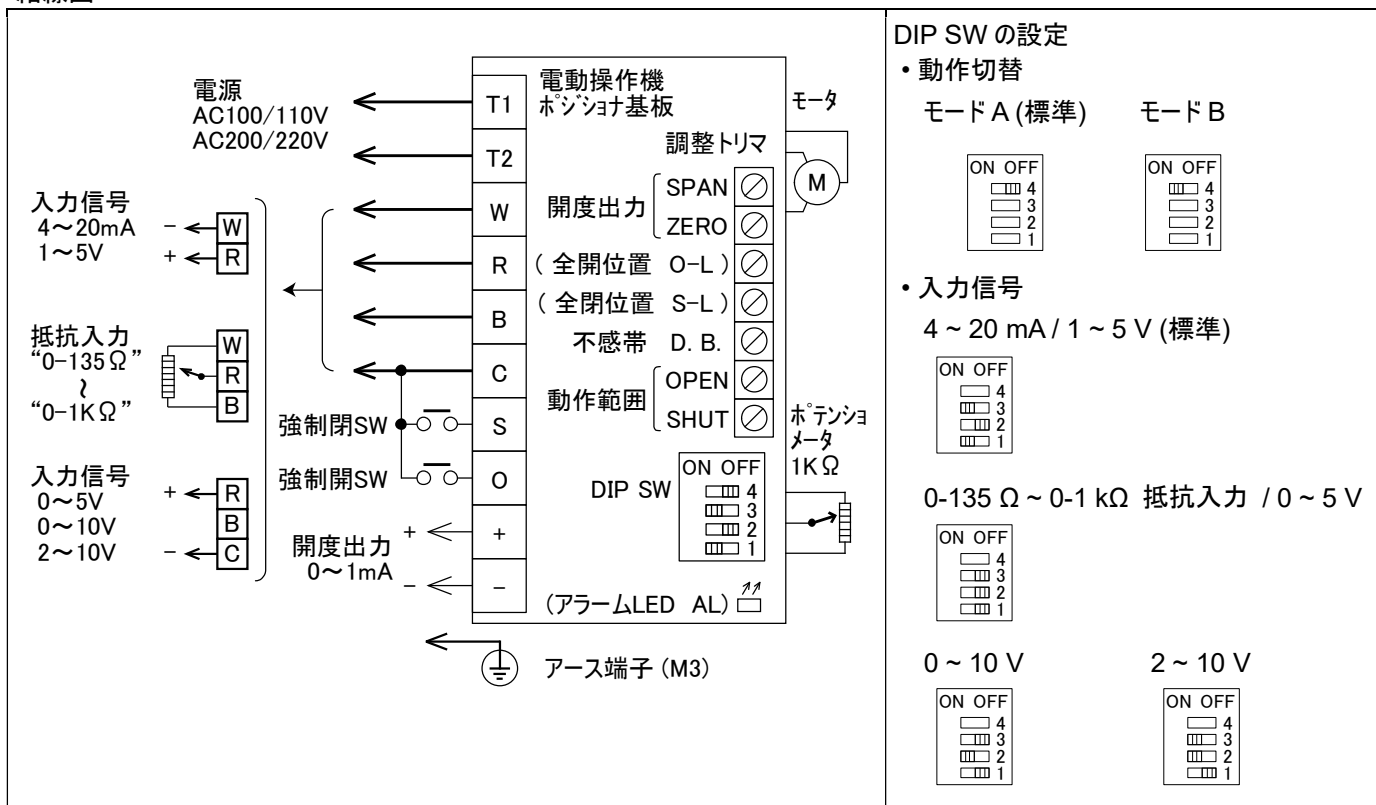 電源
AC100/110V
AC200/220V
入力信号
4～20mA
1～5V
－ W
+ R
抵抗入力
“0-135Ω”
～
“0-1KΩ”
W
R
B
入力信号
0～5V
0～10V
2～10V
+ R
B
－ C
強制閉SW
強制開SW
開度出力
0～1mA
+
－
T1
T2
W
R
B
C
S
O
+
－
電動操作機
ポジショナ基板
調整トリマ
開度出力
SPAN
ZERO
( 全開位置 O-L )
( 全閉位置 S-L )
不感帯 D. B.
動作範囲
OPEN
SHUT
DIP SW
ON OFF
4
3
2
1
(アラームLED AL)
モータ
M
ポテンショ
メータ
1KΩ
アース端子 (M3)
DIP SW の設定
• 動作切替
モード A (標準) モード B
ON OFF
4
3
2
1
ON OFF
4
3
2
1
• 入力信号
4 ~ 20 mA / 1 ~ 5 V (標準)
ON OFF
4
3
2
1
0-135 Ω ~ 0-1 kΩ 抵抗入力 / 0 ~ 5 V
ON OFF
4
3
2
1
0 ~ 10 V 2 ~ 10 V
ON OFF
4
3
2
1
ON OFF
4
3
2
1